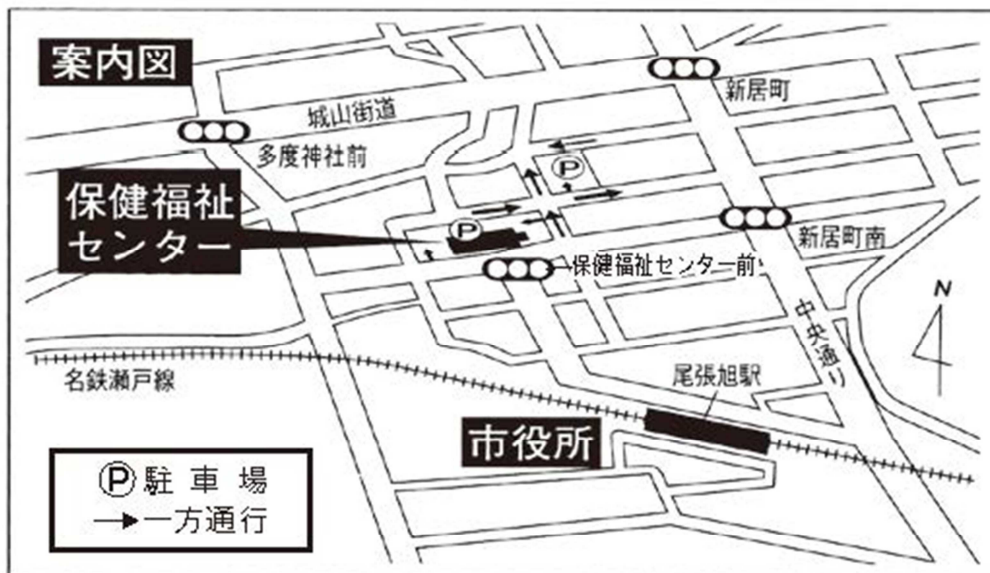 案内図
新居町
城山街道
多度神社前
P
保健福祉
センター
P
新居町南
保健福祉センター前
N
中央通り
尾張旭駅
名鉄瀬戸線
市役所
P 駐車場
→一方通行